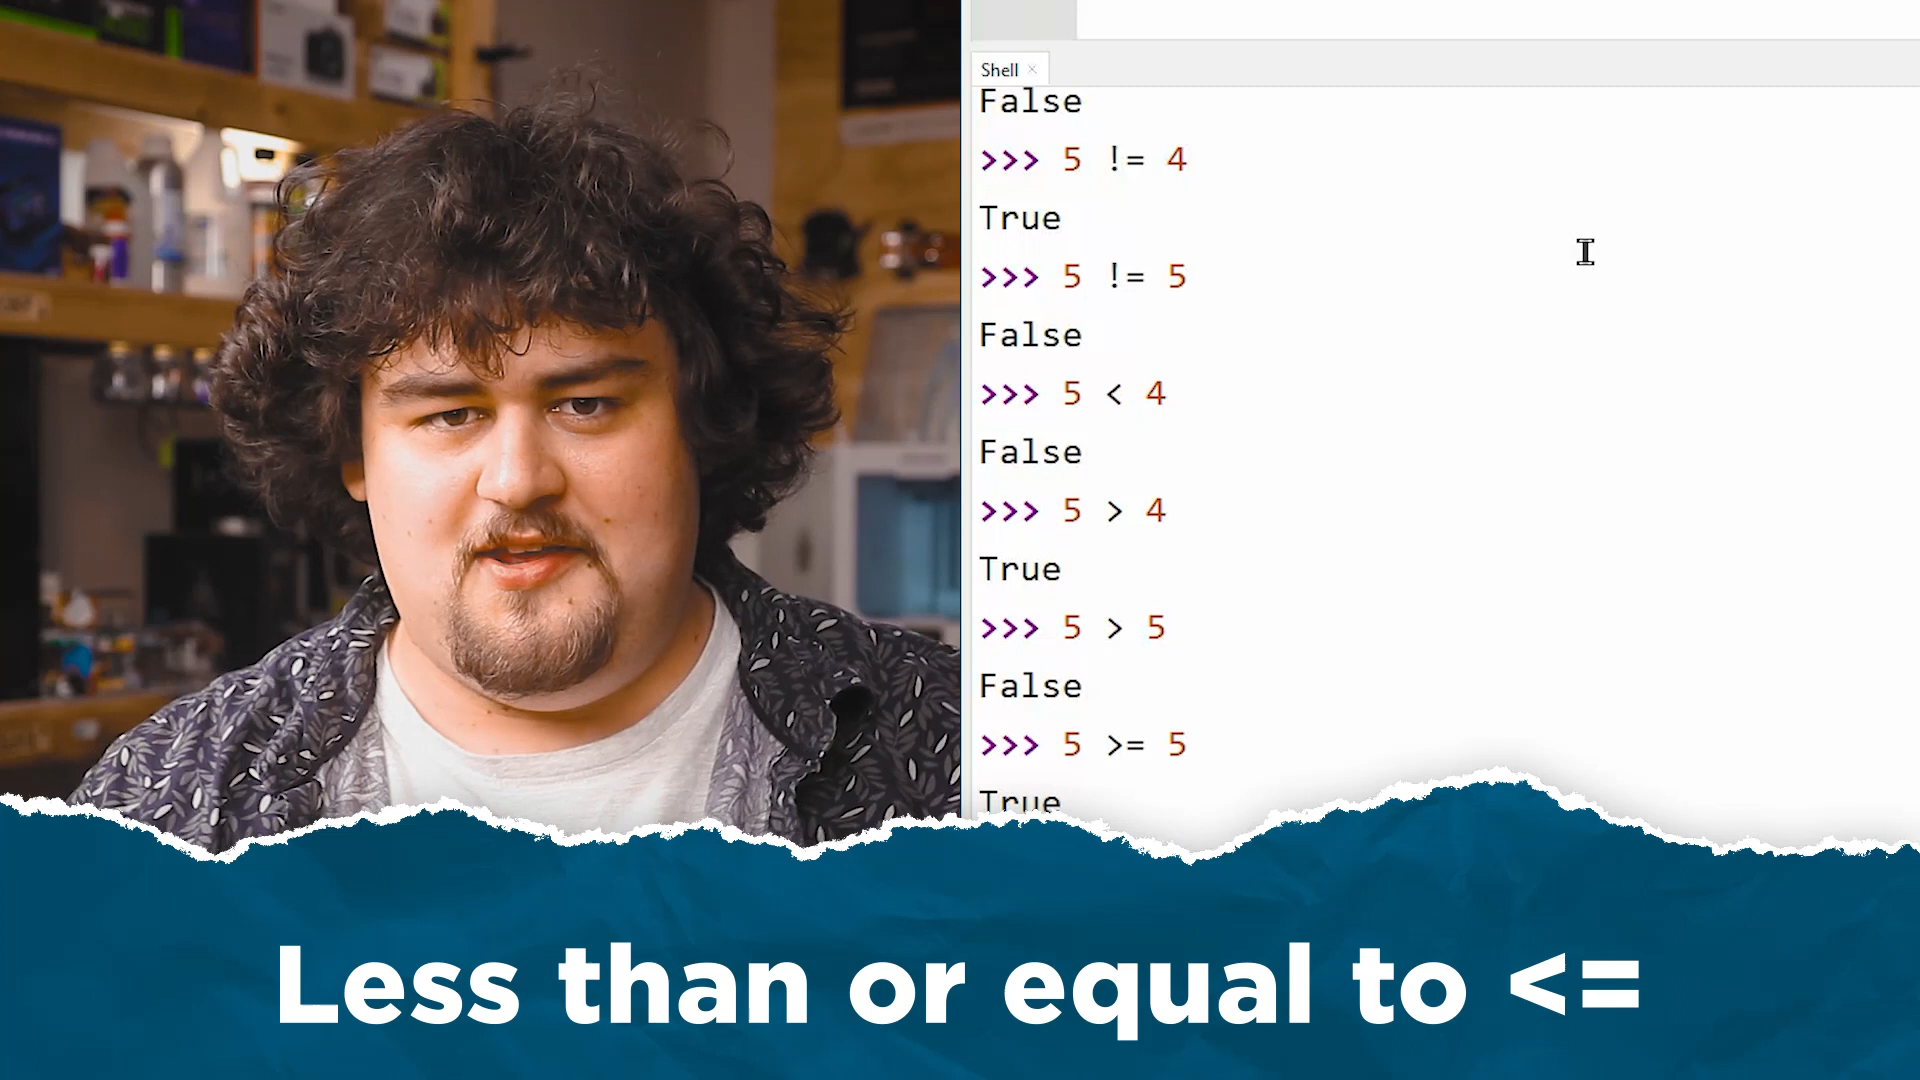 Shell
False
>>> 5 != 4
True
>>> 5 != 5
False
>>> 5 < 4
False
>>> 5 > 4
True
>>> 5 > 5
False
>>> 5 >= 5
True
Less than or equal to <=